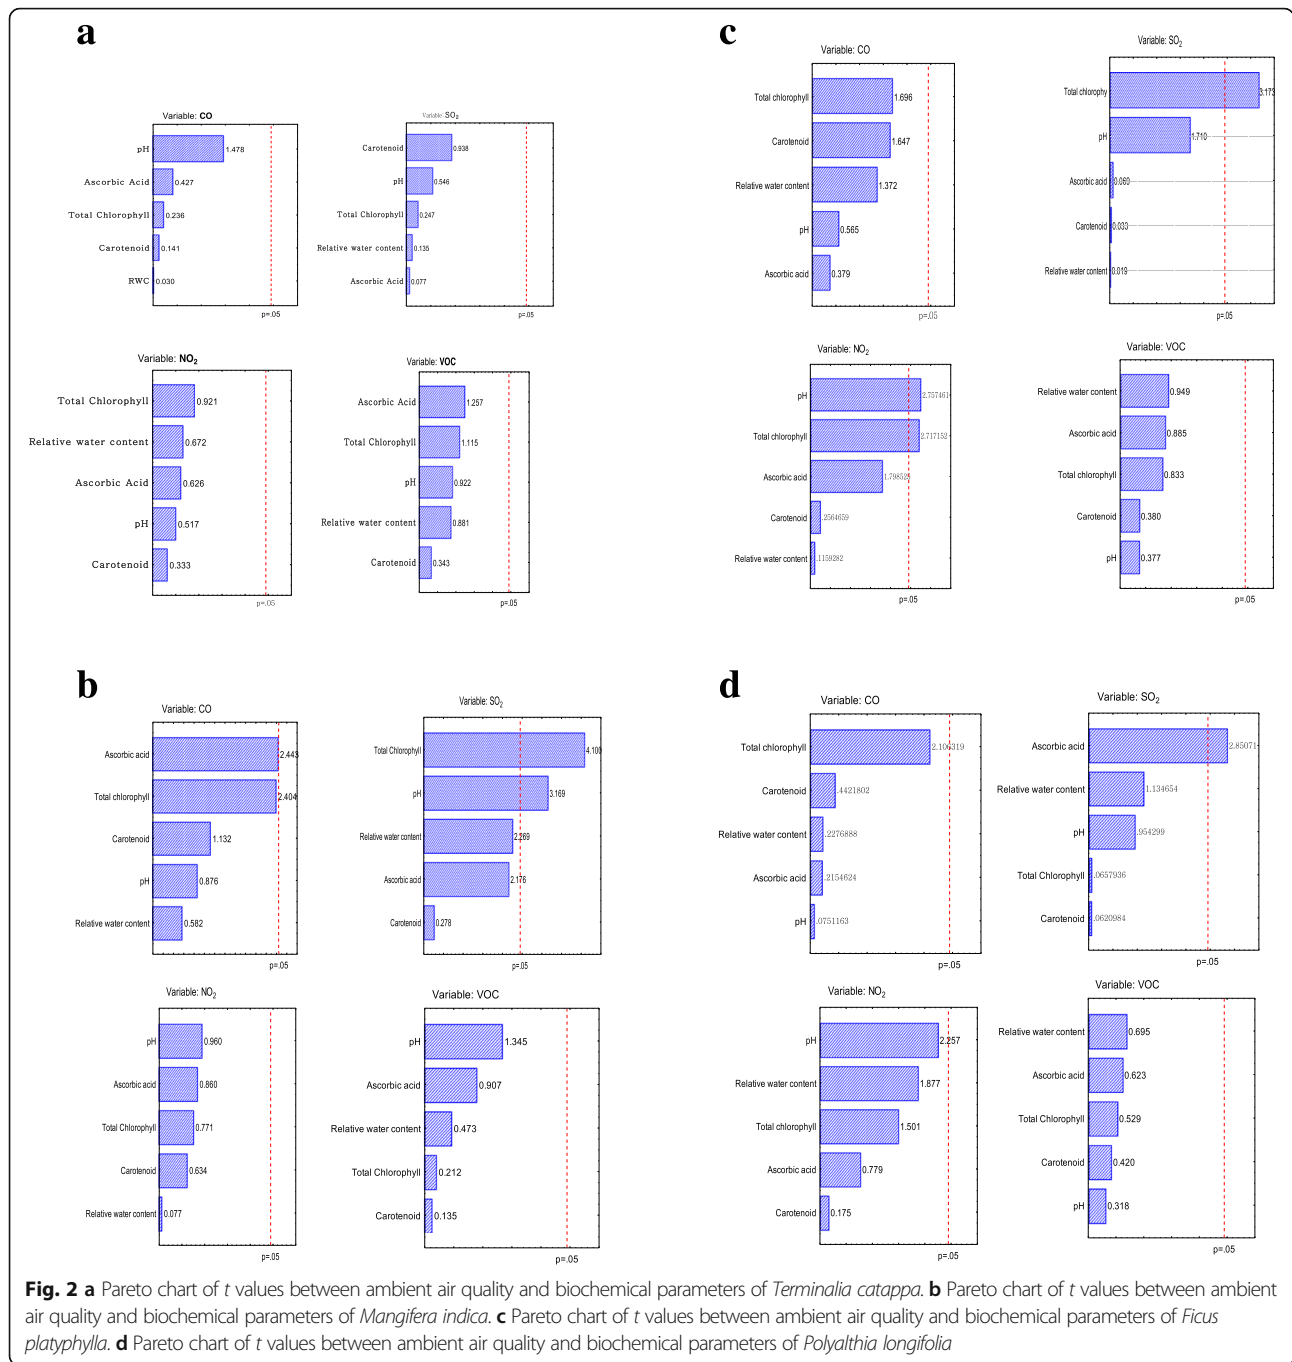 a
Variable: CO
pH 1.478
Ascorbic Acid 0.427
Total Chlorophyll 0.236
Carotenoid 0.141
RWC 0.030
p=.05
Variable: SO2
Carotenoid 0.938
pH 0.546
Total Chlorophyll 0.247
Relative water content 0.135
Ascorbic Acid 0.077
p=.05
Variable: NO2
Total Chlorophyll 0.921
Relative water content 0.672
Ascorbic Acid 0.626
pH 0.517
Carotenoid 0.333
p=.05
Variable: VOC
Ascorbic Acid 1.257
Total Chlorophyll 1.115
pH 0.922
Relative water content 0.881
Carotenoid 0.343
p=.05
c
Variable: CO
Total chlorophyll 1.696
Carotenoid 1.647
Relative water content 1.372
pH 0.565
Ascorbic acid 0.379
p=.05
Variable: SO2
Total chlorophy 3.173
pH 1.710
Ascorbic acid 0.060
Carotenoid 0.033
Relative water content 0.019
p=.05
Variable: NO2
pH 2.757461
Total chlorophyll 2.717152
Ascorbic acid 1.798528
Carotenoid .2564659
Relative water content .1159282
p=.05
Variable: VOC
Relative water content 0.949
Ascorbic acid 0.885
Total chlorophyll 0.833
Carotenoid 0.380
pH 0.377
p=.05
b
Variable: CO
Ascorbic acid 2.443
Total chlorophyll 2.404
Carotenoid 1.132
pH 0.876
Relative water content 0.582
p=.05
Variable: SO2
Total Chlorophyll 4.100
pH 3.169
Relative water content 2.269
Ascorbic acid 2.176
Carotenoid 0.278
p=.05
Variable: NO2
pH 0.960
Ascorbic acid 0.860
Total Chlorophyll 0.771
Carotenoid 0.634
Relative water content 0.077
p=.05
Variable: VOC
pH 1.345
Ascorbic acid 0.907
Relative water content 0.473
Total Chlorophyll 0.212
Carotenoid 0.135
p=.05
d
Variable: CO
Total chlorophyll 2.106319
Carotenoid .4421802
Relative water content .2276888
Ascorbic acid .2154624
pH .0751163
p=.05
Variable: SO2
Ascorbic acid 2.85071
Relative water content 1.134654
pH .954299
Total Chlorophyll .0657936
Carotenoid .0620984
p=.05
Variable: NO2
pH 2.257
Relative water content 1.877
Total chlorophyll 1.501
Ascorbic acid 0.779
Carotenoid 0.175
p=.05
Variable: VOC
Relative water content 0.695
Ascorbic acid 0.623
Total Chlorophyll 0.529
Carotenoid 0.420
pH 0.318
p=.05
Fig. 2 a Pareto chart of t values between ambient air quality and biochemical parameters of Terminalia catappa. b Pareto chart of t values between ambient
air quality and biochemical parameters of Mangifera indica. c Pareto chart of t values between ambient air quality and biochemical parameters of Ficus
platyphylla. d Pareto chart of t values between ambient air quality and biochemical parameters of Polyalthia longifolia